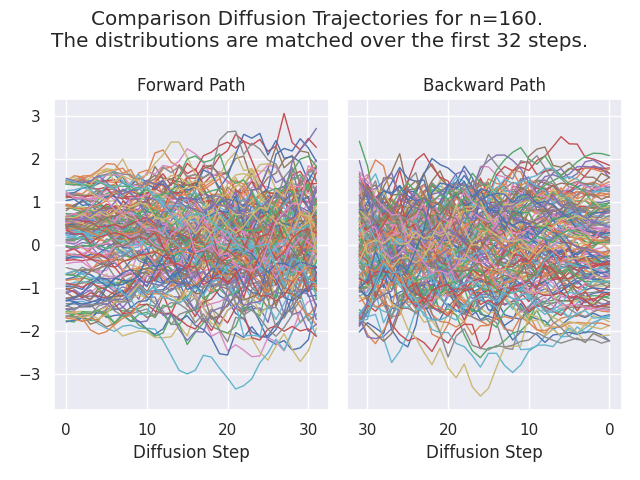 Comparison Diffusion Trajectories for n=160.
The distributions are matched over the first 32 steps.
Forward Path
Backward Path
3
2
1
0
−1
−2
−3
0 10 20 30
30 20 10 0
Diffusion Step
Diffusion Step